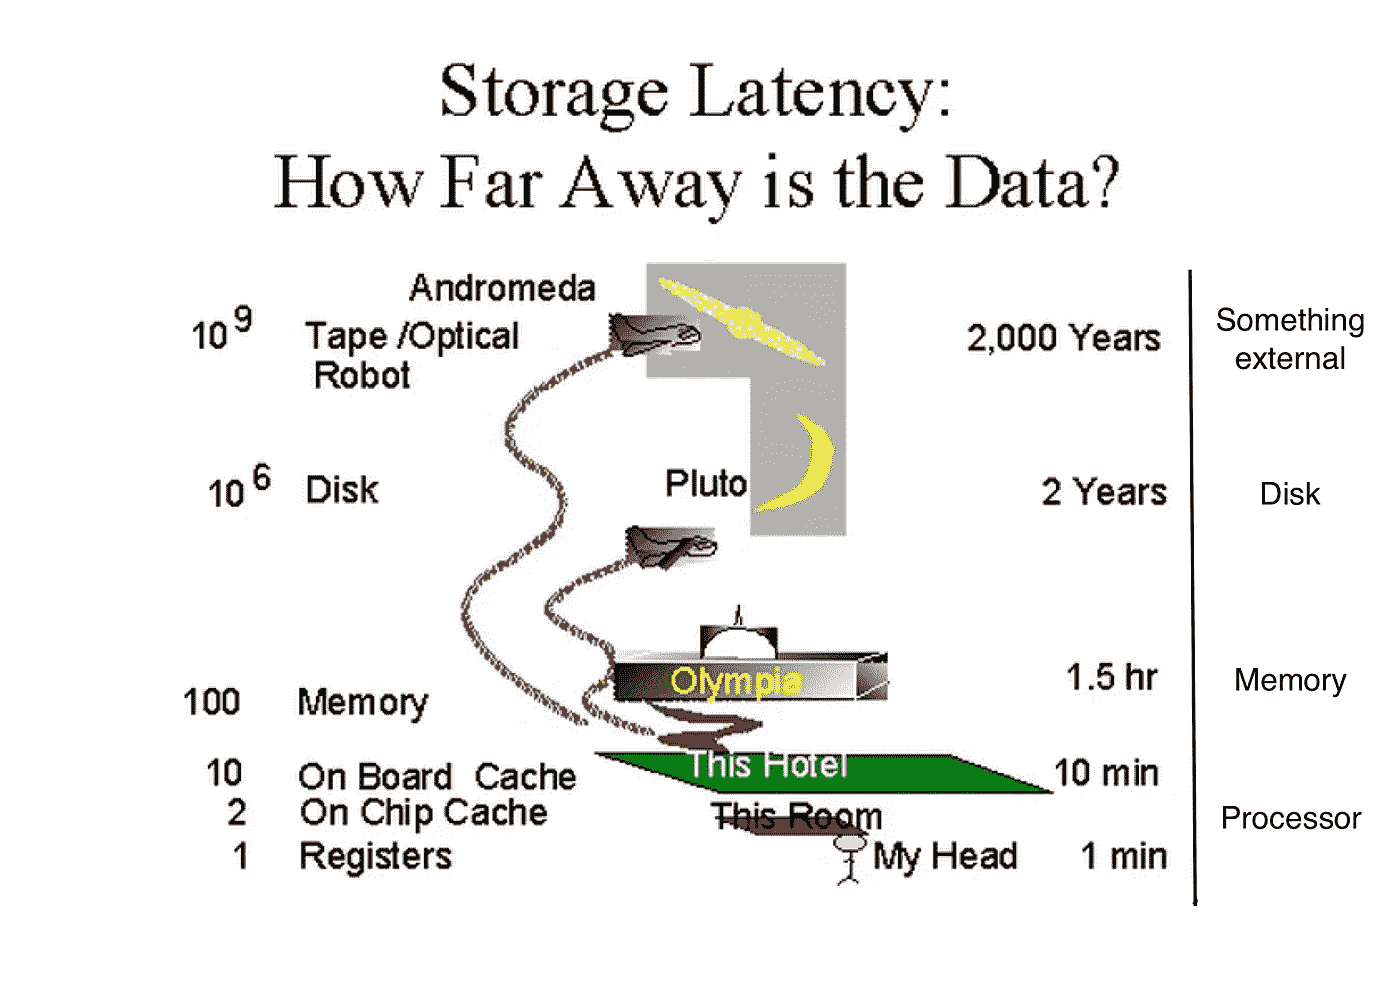 Storage Latency:
How Far Away is the Data?
Andromeda
10 9 Tape /Optical 2,000 Years Something
Robot external
10 6 Disk Pluto 2 Years Disk
Olympia 1.5 hr Memory
100 Memory
This Hotel
10 On Board Cache 10 min
2 On Chip Cache This Room Processor
1 Registers My Head 1 min